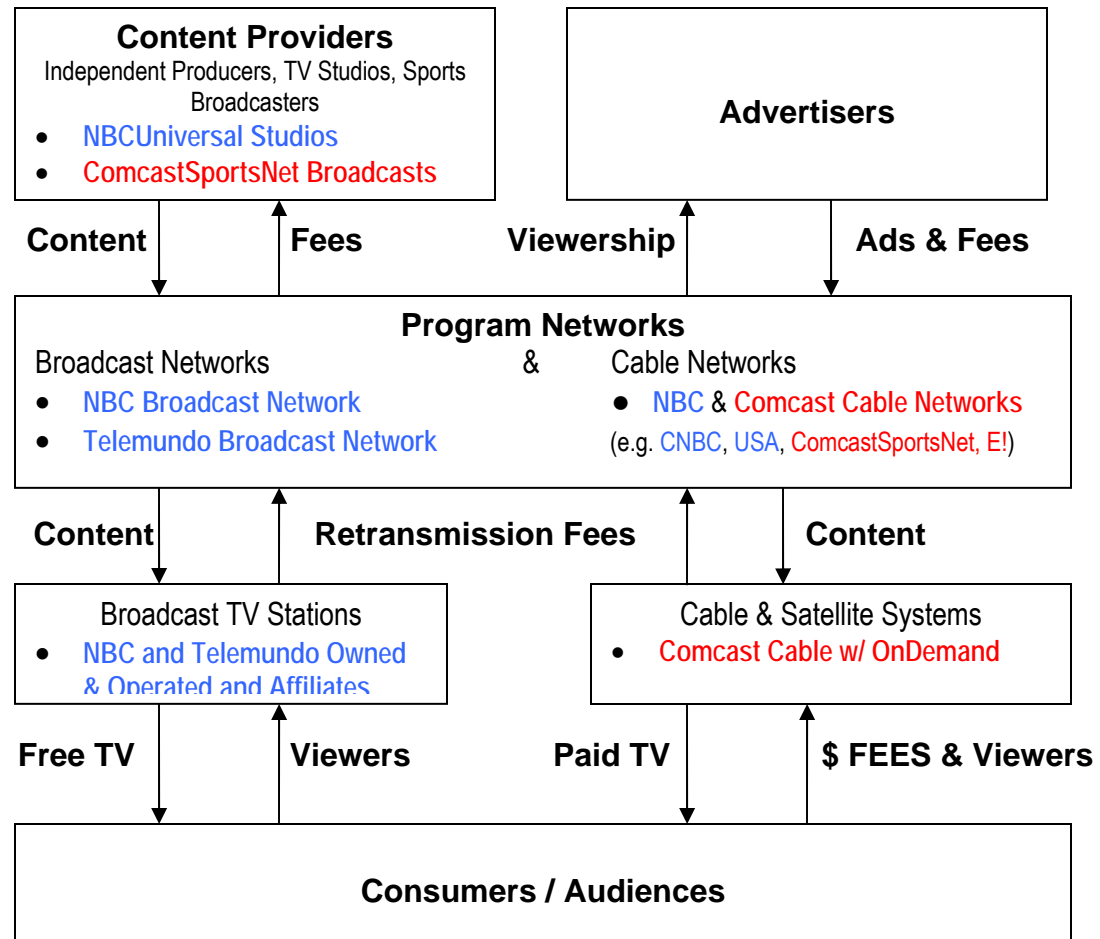 Content Providers
Independent Producers, TV Studios, Sports
Broadcasters
• NBCUniversal Studios
• ComcastSportsNet Broadcasts
Advertisers
Content
Fees
Viewership
Ads & Fees
Program Networks
Broadcast Networks & Cable Networks
• NBC Broadcast Network
• Telemundo Broadcast Network
• NBC & Comcast Cable Networks
(e.g. CNBC, USA, ComcastSportsNet, E!)
Content
Retransmission Fees
Content
Broadcast TV Stations
• NBC and Telemundo Owned
& Operated and Affiliates
Cable & Satellite Systems
• Comcast Cable w/ OnDemand
Free TV
Viewers
Paid TV
$ FEES & Viewers
Consumers / Audiences